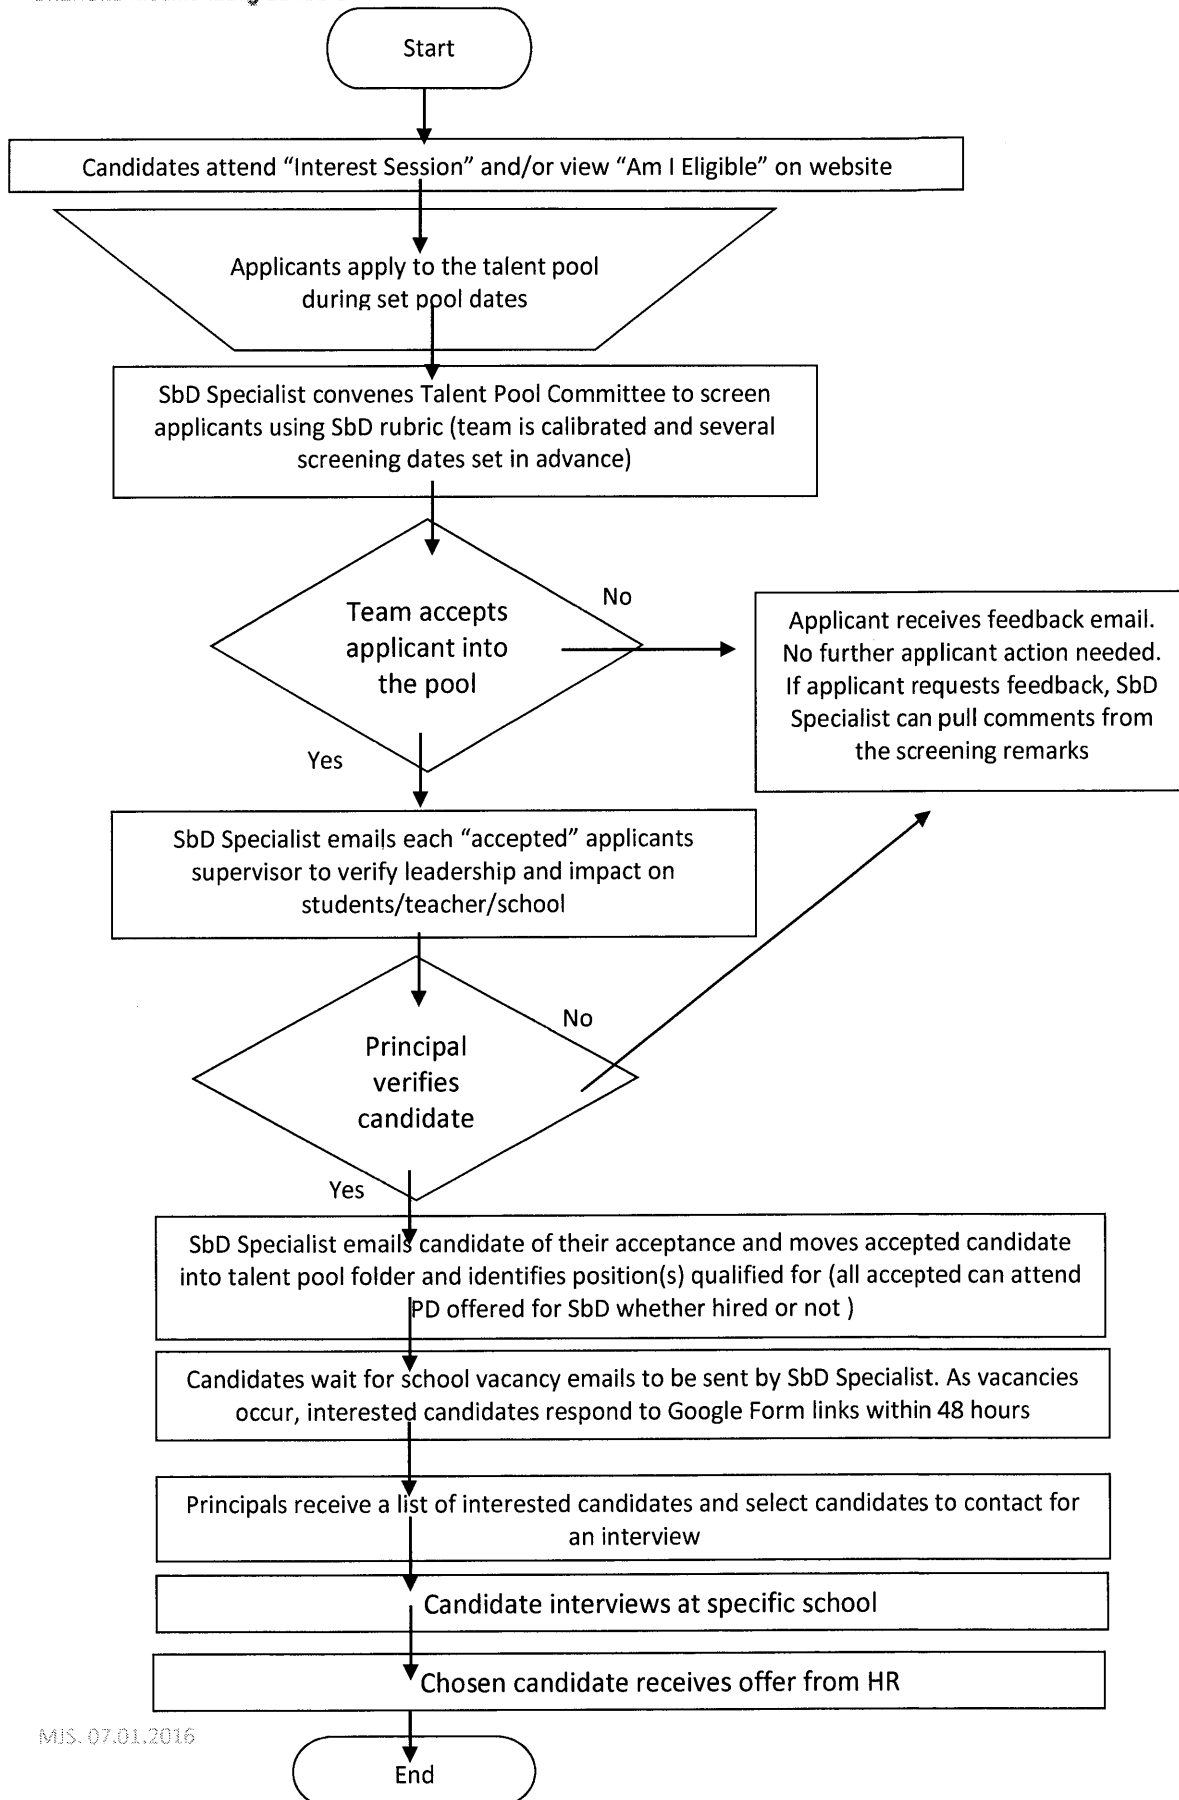 Start
Candidates attend “Interest Session” and/or view “Am I Eligible” on website
Applicants apply to the talent pool
during set pool dates
SbD Specialist convenes Talent Pool Committee to screen
applicants using SbD rubric (team is calibrated and several
screening dates set in advance)
Team accepts
applicant into
the pool
No
Applicant receives feedback email.
No further applicant action needed.
If applicant requests feedback, SbD
Specialist can pull comments from
the screening remarks
Yes
SbD Specialist emails each “accepted” applicants
supervisor to verify leadership and impact on
students/teacher/school
No
Principal
verifies
candidate
Yes
SbD Specialist emails candidate of their acceptance and moves accepted candidate
into talent pool folder and identifies position(s) qualified for (all accepted can attend
PD offered for SbD whether hired or not )
Candidates wait for school vacancy emails to be sent by SbD Specialist. As vacancies
occur, interested candidates respond to Google Form links within 48 hours
Principals receive a list of interested candidates and select candidates to contact for
an interview
Candidate interviews at specific school
Chosen candidate receives offer from HR
MJS. 07.01.2016
End